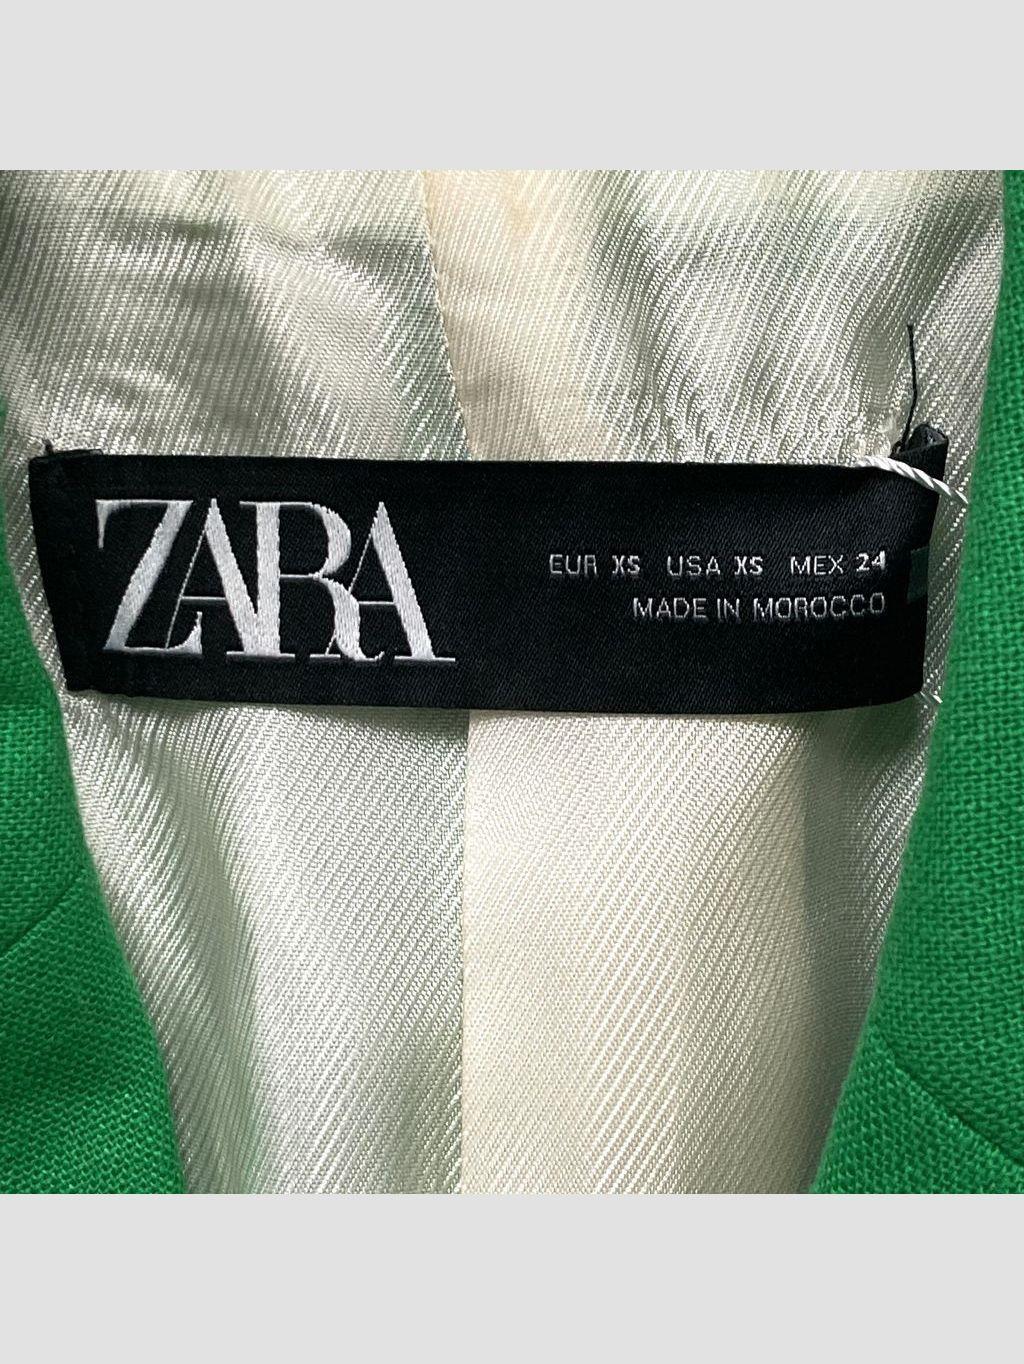 ZARA
EUR XS USA XS MEX 24
MADE IN MOROCCO